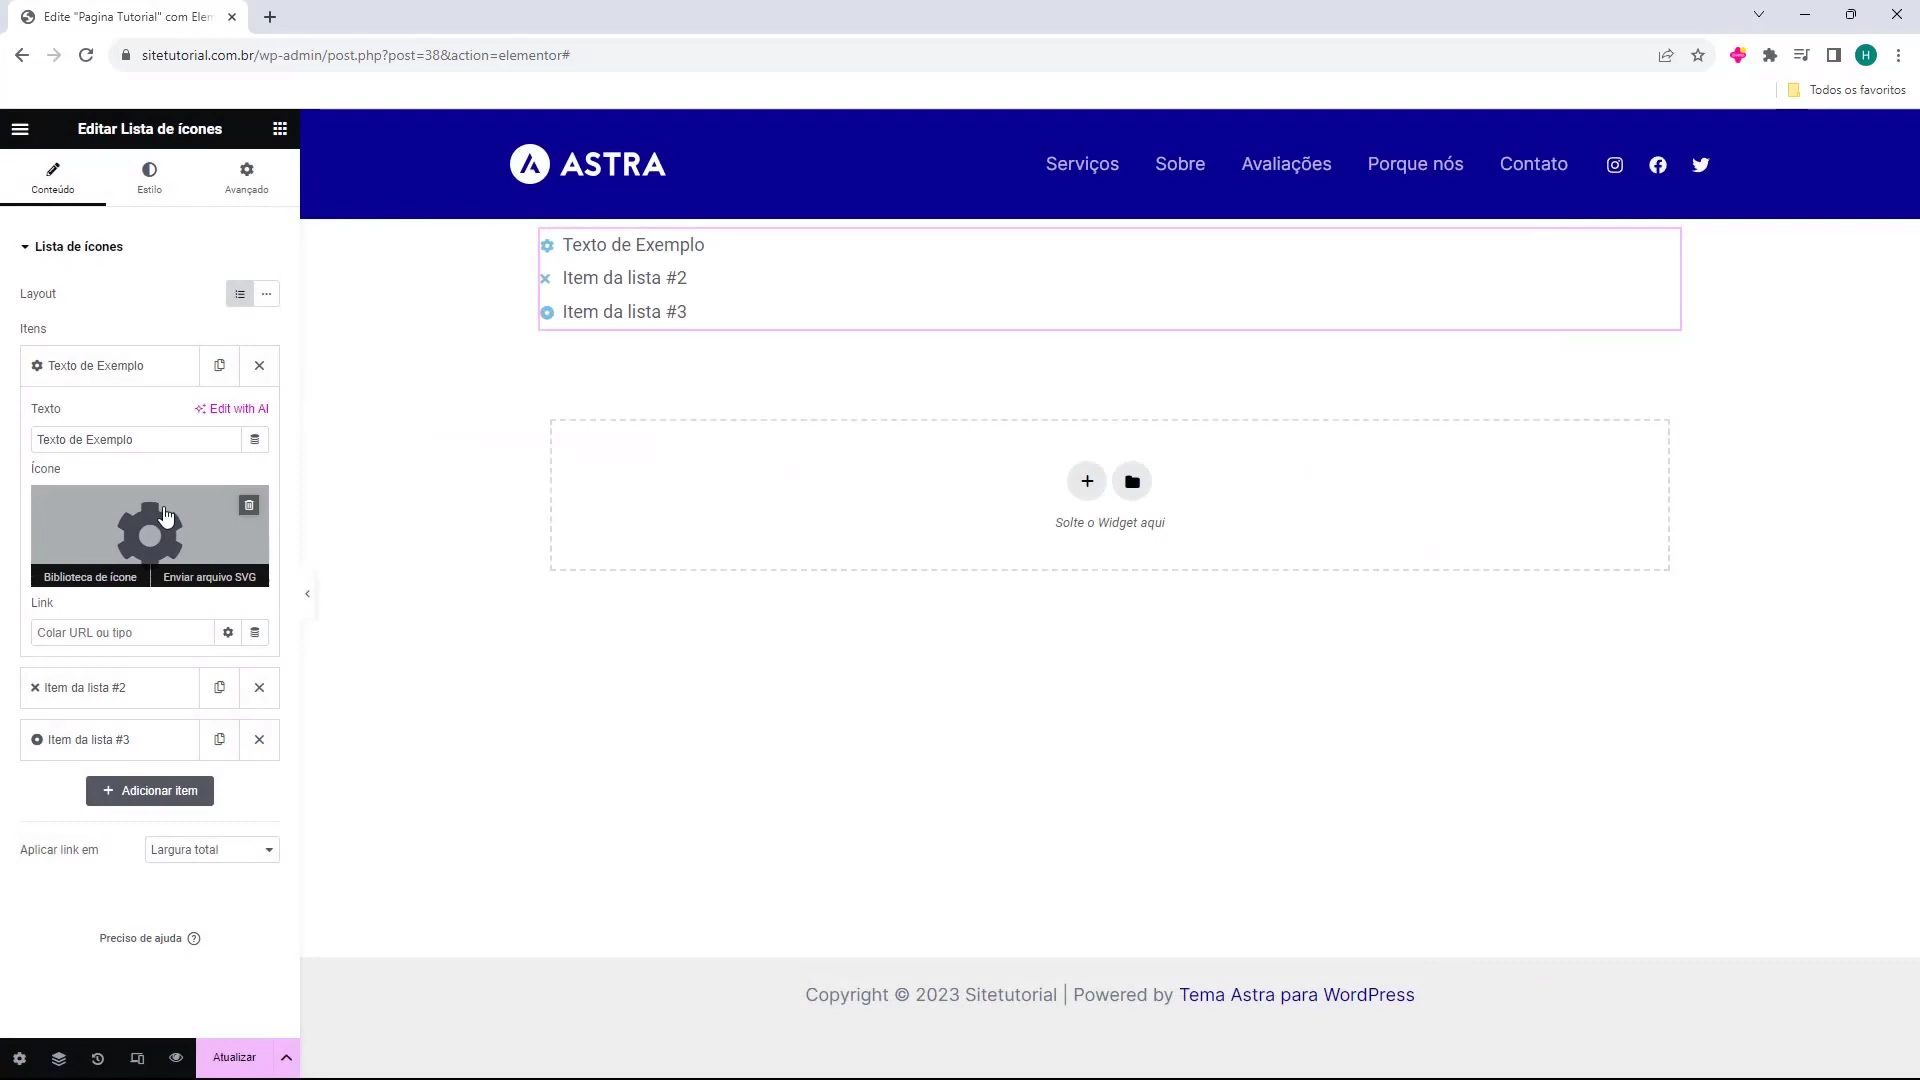 Edite "Pagina Tutorial" com Elem
sitetutorial.com.br/wp-admin/post.php?post=38&action=elementor#
H
Todos os favoritos
Editar Lista de ícones
Conteúdo
Estilo
Avançado
ASTRA
Serviços
Sobre
Avaliações
Porque nós
Contato
Lista de ícones
Layout
Itens
Texto de Exemplo
Texto
Edit with AI
Texto de Exemplo
Ícone
Biblioteca de ícone
Enviar arquivo SVG
Link
Colar URL ou tipo
Item da lista #2
Item da lista #3
+ Adicionar item
Aplicar link em
Largura total
Preciso de ajuda
Atualizar
Texto de Exemplo
Item da lista #2
Item da lista #3
Solte o Widget aqui
Copyright © 2023 Sitetutorial | Powered by Tema Astra para WordPress